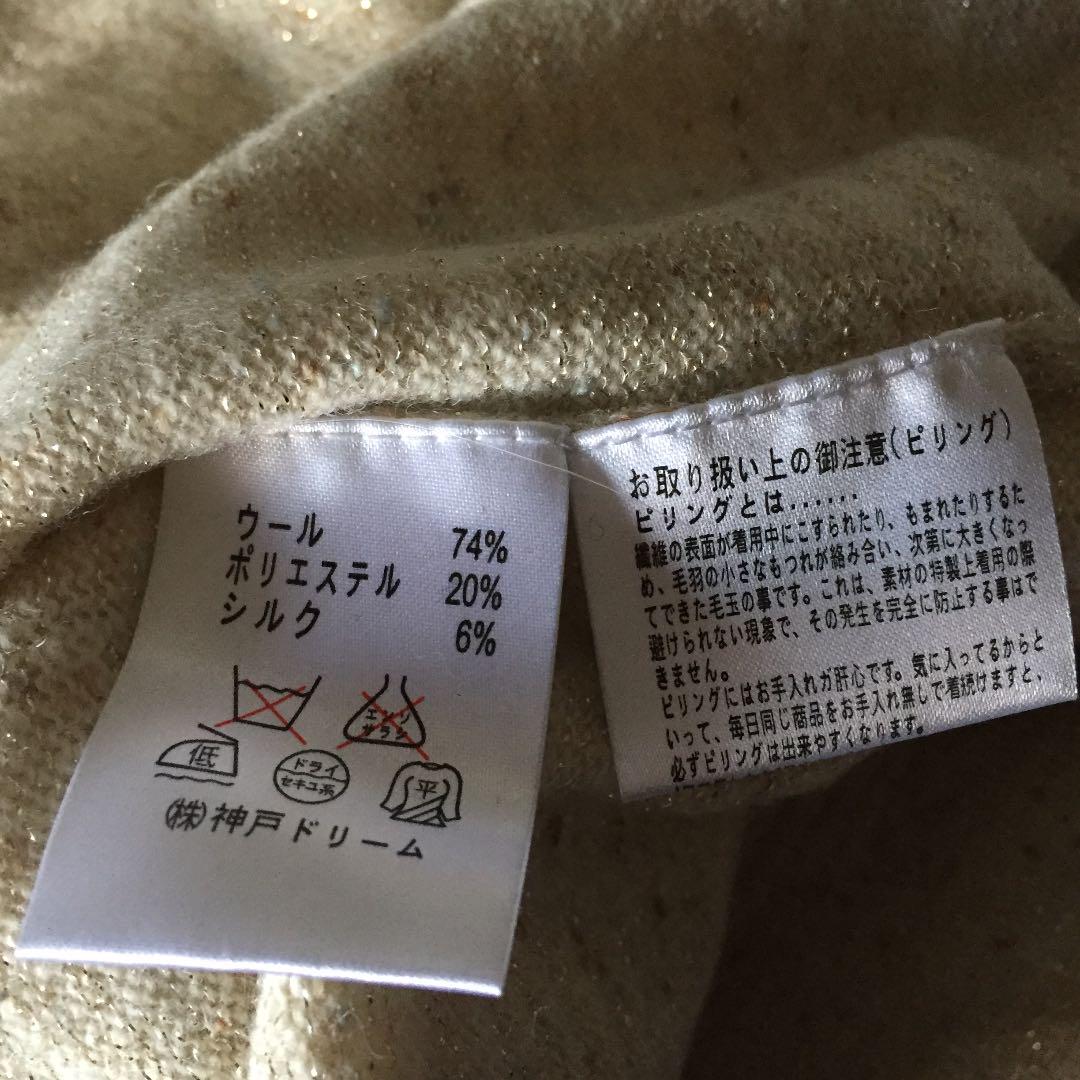 ウール 74%
ポリエステル 20%
シルク 6%
エンソ
サラシ
低
ドライ
セキユ系
平
㈱神戸ドリーム
お取り扱い上の御注意(ピリング)
ピリングとは......
繊維の表面が着用中にこすられたり、もまれたりするた
め、毛羽の小さなもつれが絡み合い、次第に大きくなっ
てできた毛玉の事です。これは、素材の特製上着用の際
避けられない現象で、その発生を完全に防止する事はで
きません。
ピリングにはお手入れが肝心です。気に入ってるからと
いって、毎日同じ商品をお手入れ無しで着続けますと、
必ずピリングは出来やすくなります。